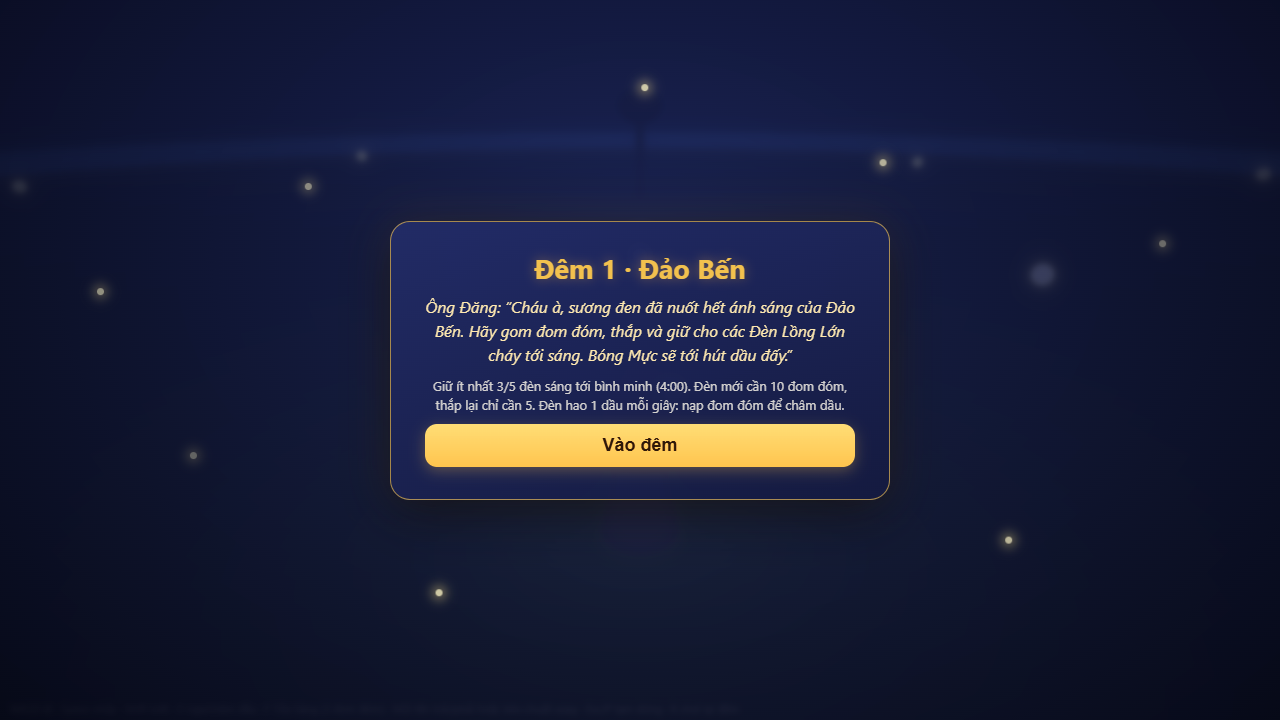 Đêm 1 · Đảo Bến
Ông Đăng: “Cháu à, sương đen đã nuốt hết ánh sáng của Đảo
Bến. Hãy gom đom đóm, thắp và giữ cho các Đèn Lồng Lớn
cháy tới sáng. Bóng Mực sẽ tới hút dầu đấy.”
Giữ ít nhất 3/5 đèn sáng tới bình minh (4:00). Đèn mới cần 10 đom đóm,
thắp lại chỉ cần 5. Đèn hao 1 dầu mỗi giây: nạp đom đóm để châm dầu.
Vào đêm